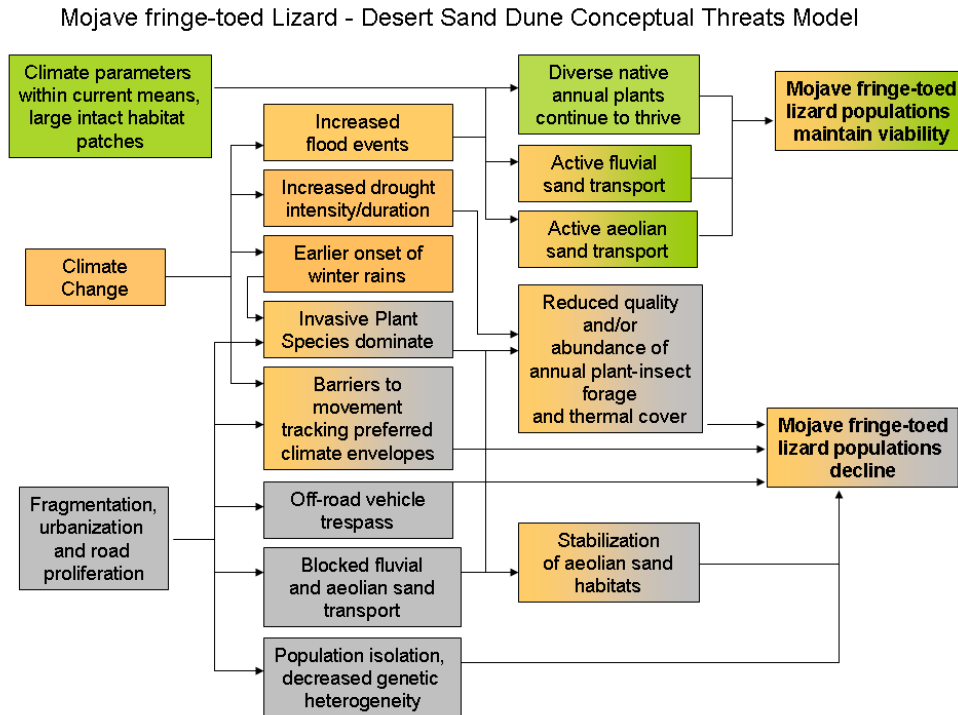 Mojave fringe-toed Lizard - Desert Sand Dune Conceptual Threats Model
Climate parameters
within current means,
large intact habitat
patches
Diverse native
annual plants
continue to thrive
Mojave fringe-toed
lizard populations
maintain viability
Increased
flood events
Active fluvial
sand transport
Increased drought
intensity/duration
Active aeolian
sand transport
Climate
Change
Earlier onset of
winter rains
Invasive Plant
Species dominate
Reduced quality
and/or
abundance of
annual plant-insect
forage
and thermal cover
Barriers to
movement
tracking preferred
climate envelopes
Mojave fringe-toed
lizard populations
decline
Fragmentation,
urbanization
and road
proliferation
Off-road vehicle
trespass
Blocked fluvial
and aeolian sand
transport
Stabilization
of aeolian sand
habitats
Population isolation,
decreased genetic
heterogeneity